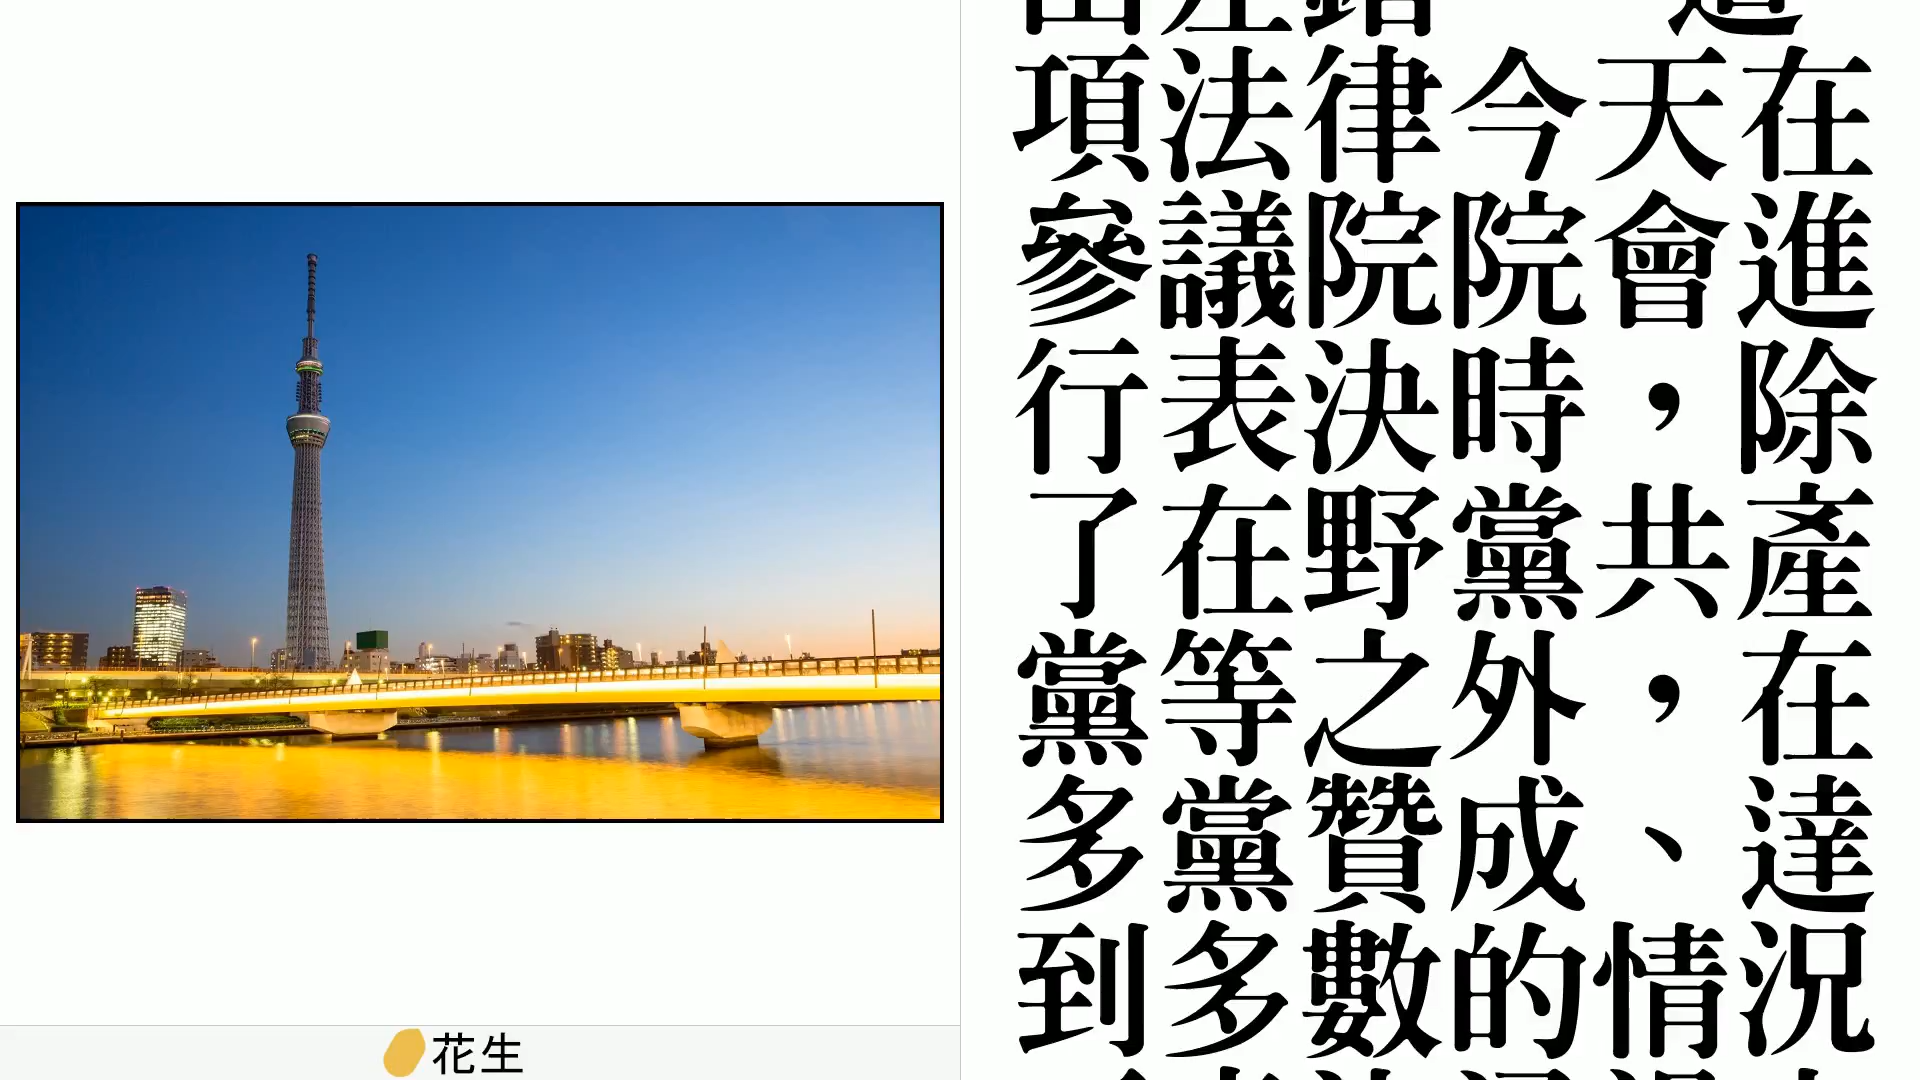 項法律今天在
參議院院會進
行表決時，除
了在野黨共產
黨等之外，在
多黨贊成、達
到多數的情況
花生